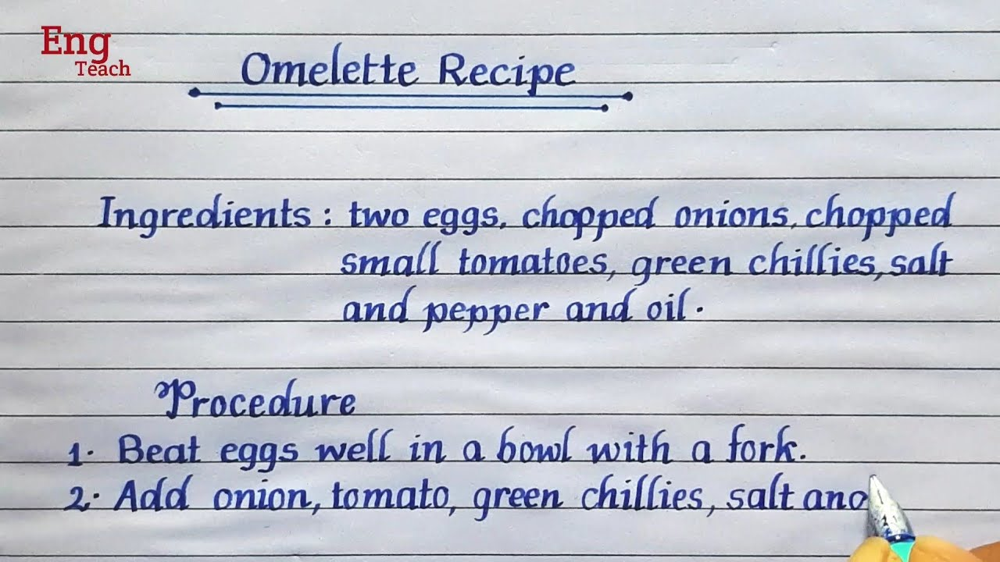 Eng
Teach
Omelette Recipe
Ingredients : two eggs, chopped onions, chopped
small tomatoes, green chillies, salt
and pepper and oil.
Procedure
1. Beat eggs well in a bowl with a fork.
2. Add onion, tomato, green chillies, salt